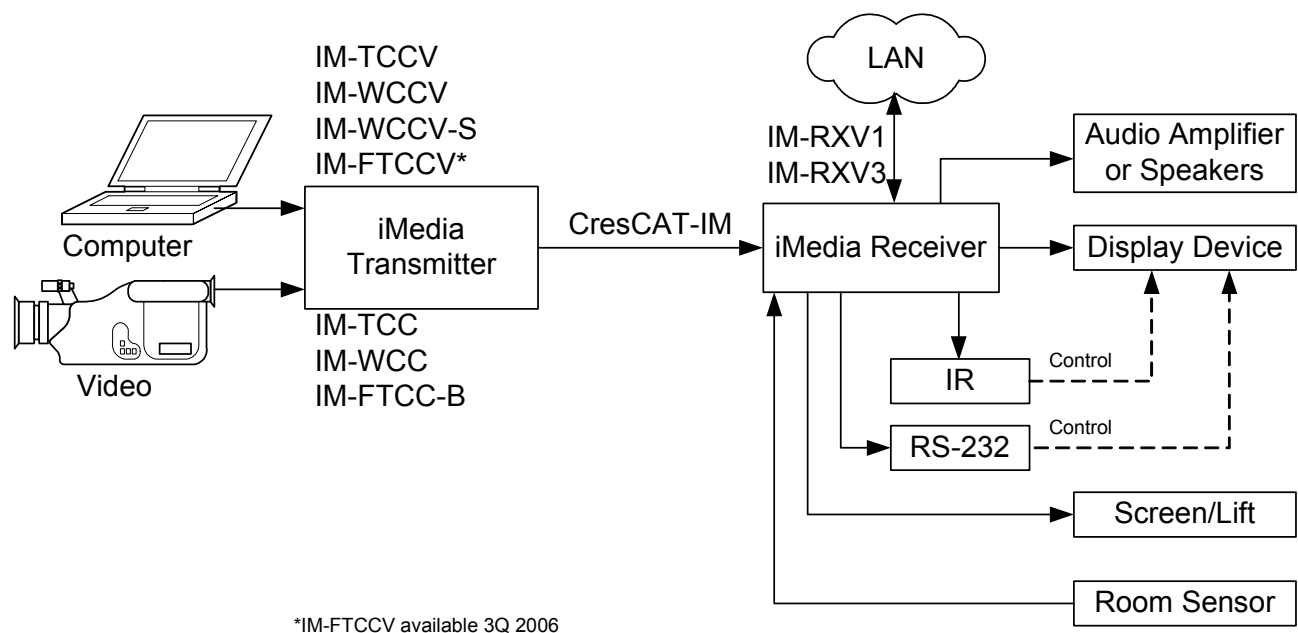 IM-TCCV
IM-WCCV
IM-WCCV-S
IM-FTCCV*
Computer
Video
iMedia
Transmitter
IM-TCC
IM-WCC
IM-FTCC-B
CresCAT-IM
LAN
IM-RXV1
IM-RXV3
iMedia Receiver
Audio Amplifier
or Speakers
Display Device
IR
Control
RS-232
Control
Screen/Lift
Room Sensor
*IM-FTCCV available 3Q 2006